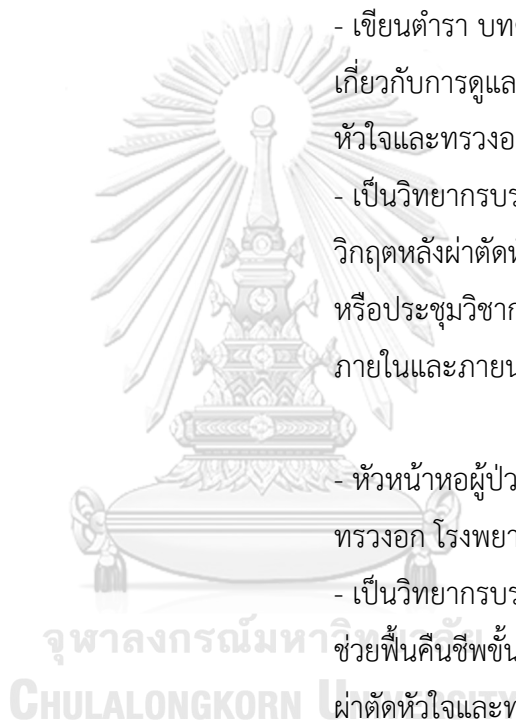 - เขียนตำรา
เกี่ยวกับการดูแล
หัวใจและทรวงอ
- เป็นวิทยากรบร
วิกฤตหลังผ่าตัดห
หรือประชุมวิชาก
ภายในและภายน
- หัวหน้าหอผู้ป่ว
ทรวงอก โรงพยา
- เป็นวิทยากรบร
ช่วยฟื้นคืนชีพขั้น
ผ่าตัดหัวใจและท
จุฬาลงกรณ์มหาวิทยาลัย
CHULALONGKORN UNIVERSITY